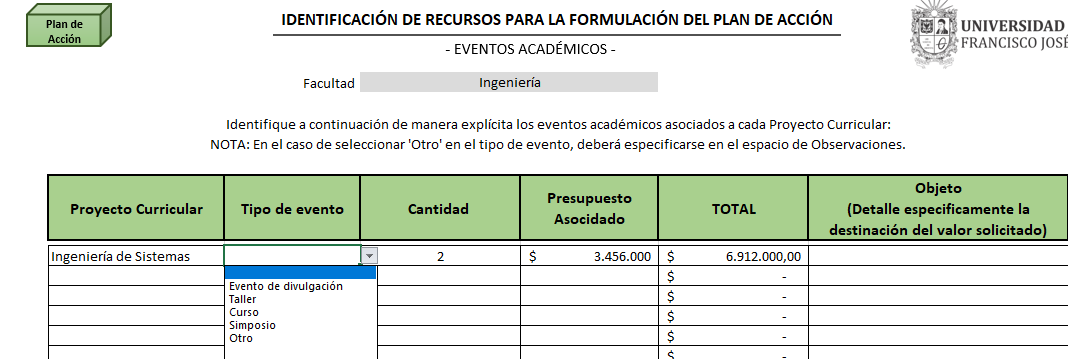 Plan de
Acción
IDENTIFICACIÓN DE RECURSOS PARA LA FORMULACIÓN DEL PLAN DE ACCIÓN
- EVENTOS ACADÉMICOS -
UNIVERSIDAD
FRANCISCO JOSÉ
Facultad Ingeniería
Identifique a continuación de manera explícita los eventos académicos asociados a cada Proyecto Curricular:
NOTA: En el caso de seleccionar 'Otro' en el tipo de evento, deberá especificarse en el espacio de Observaciones.
Proyecto Curricular
Tipo de evento
Cantidad
Presupuesto
Asocidado
TOTAL
Objeto
(Detalle especificamente la
destinación del valor solicitado)
Ingeniería de Sistemas 2 $ 3.456.000 $ 6.912.000,00
Evento de divulgación
Taller
Curso
Simposio
Otro
$ -
$ -
$ -
$ -
$ -